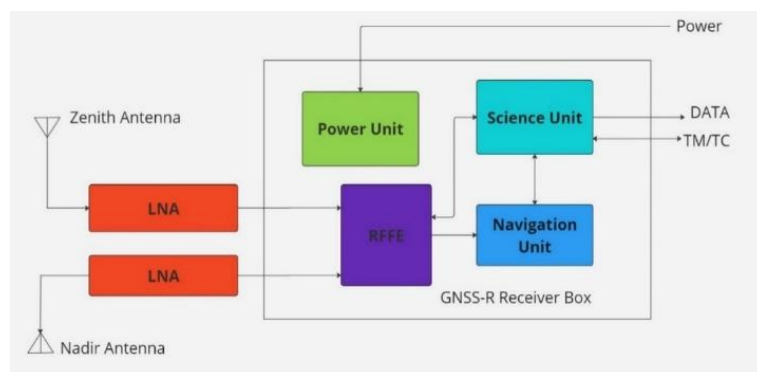 Power
Zenith Antenna
Power Unit
Science Unit
DATA
TM/TC
LNA
RFFE
Navigation
Unit
LNA
GNSS-R Receiver Box
Nadir Antenna